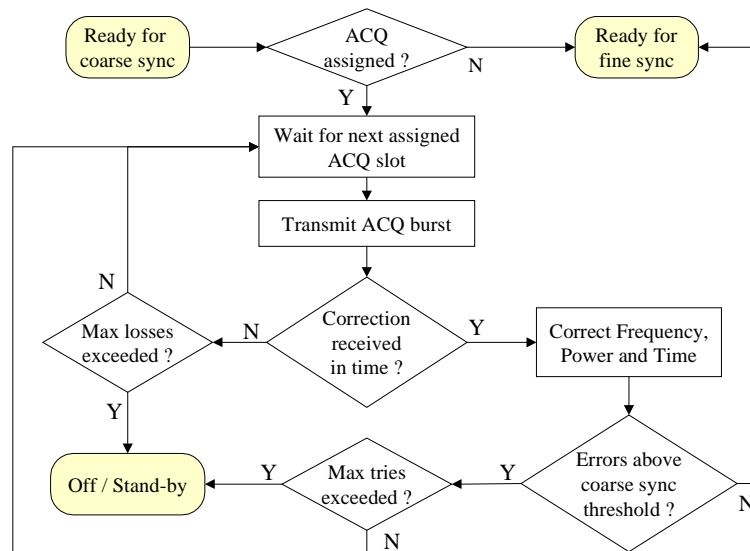 Ready for
coarse sync
ACQ
assigned ?
N
Ready for
fine sync
Y
Wait for next assigned
ACQ slot
Transmit ACQ burst
N
Max losses
exceeded ?
N
Correction
received
in time ?
Y
Correct Frequency,
Power and Time
Y
Off / Stand-by
Y
Max tries
exceeded ?
Y
Errors above
coarse sync
threshold ?
N
N